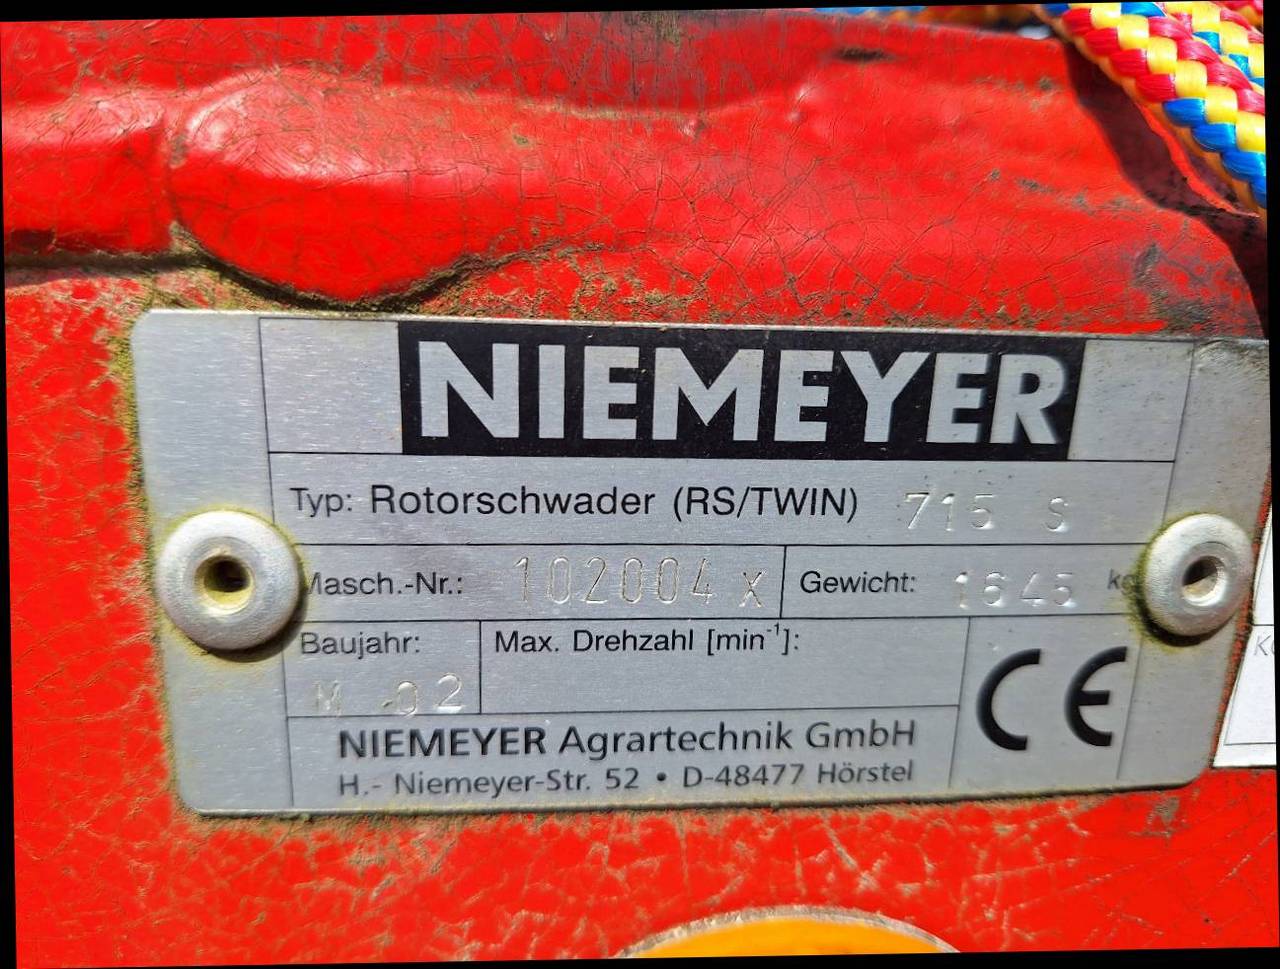 NIEMEYER
Typ: Rotorschwader (RS/TWIN) 715 S
Masch.-Nr.: 102004 X Gewicht: 1645 kg
Baujahr: Max. Drehzahl [min⁻¹]:
M 02
CE
NIEMEYER Agrartechnik GmbH
H.- Niemeyer-Str. 52 • D-48477 Hörstel